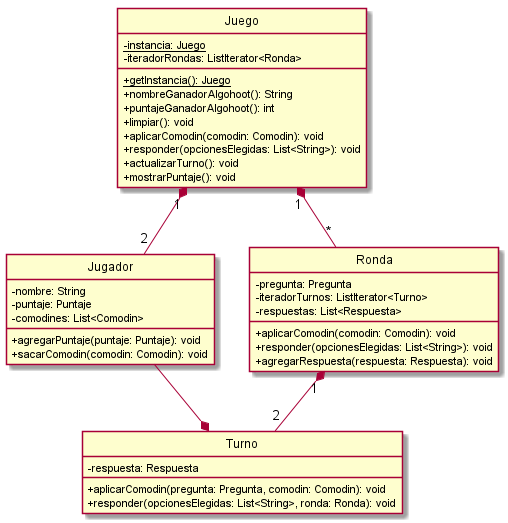 Juego
-instancia: Juego
-iteradorRondas: ListIterator<Ronda>
+getInstancia(): Juego
+nombreGanadorAlgohoot(): String
+puntajeGanadorAlgohoot(): int
+limpiar(): void
+aplicarComodin(comodin: Comodin): void
+responder(opcionesElegidas: List<String>): void
+actualizarTurno(): void
+mostrarPuntaje(): void
1
1
2
*
Jugador
-nombre: String
-puntaje: Puntaje
-comodines: List<Comodin>
+agregarPuntaje(puntaje: Puntaje): void
+sacarComodin(comodin: Comodin): void
Ronda
-pregunta: Pregunta
-iteradorTurnos: ListIterator<Turno>
-respuestas: List<Respuesta>
+aplicarComodin(comodin: Comodin): void
+responder(opcionesElegidas: List<String>): void
+agregarRespuesta(respuesta: Respuesta): void
1
2
Turno
-respuesta: Respuesta
+aplicarComodin(pregunta: Pregunta, comodin: Comodin): void
+responder(opcionesElegidas: List<String>, ronda: Ronda): void